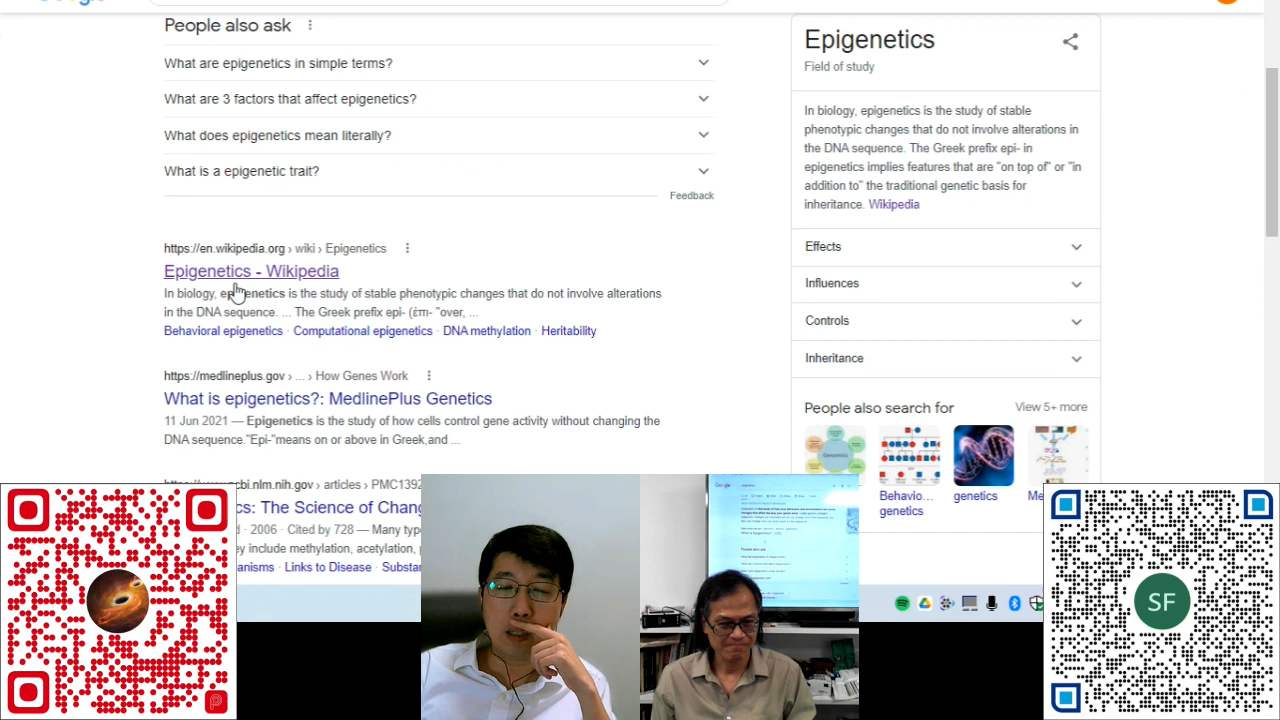 People also ask
What are epigenetics in simple terms?
What are 3 factors that affect epigenetics?
What does epigenetics mean literally?
What is a epigenetic trait?
Feedback
https://en.wikipedia.org › wiki › Epigenetics
Epigenetics - Wikipedia
In biology, epigenetics is the study of stable phenotypic changes that do not involve alterations
in the DNA sequence. ... The Greek prefix epi- (ἐπι- "over, ...
Behavioral epigenetics · Computational epigenetics · DNA methylation · Heritability
https://medlineplus.gov › ... › How Genes Work
What is epigenetics?: MedlinePlus Genetics
11 Jun 2021 — Epigenetics is the study of how cells control gene activity without changing the
DNA sequence."Epi-"means on or above in Greek,and ...
bi.nlm.nih.gov › articles › PMC1392
cs: The Science of Chang
2006 · Cited by 728 — Many typ
ey include methylation, acetylation,
anisms · Links to Disease · Substan
Epigenetics
Field of study
In biology, epigenetics is the study of stable
phenotypic changes that do not involve alterations in
the DNA sequence. The Greek prefix epi- in
epigenetics implies features that are "on top of" or "in
addition to" the traditional genetic basis for
inheritance. Wikipedia
Effects
Influences
Controls
Inheritance
People also search for
View 5+ more
GENOMICS
Behavio...
genetics
genetics
Me
SF